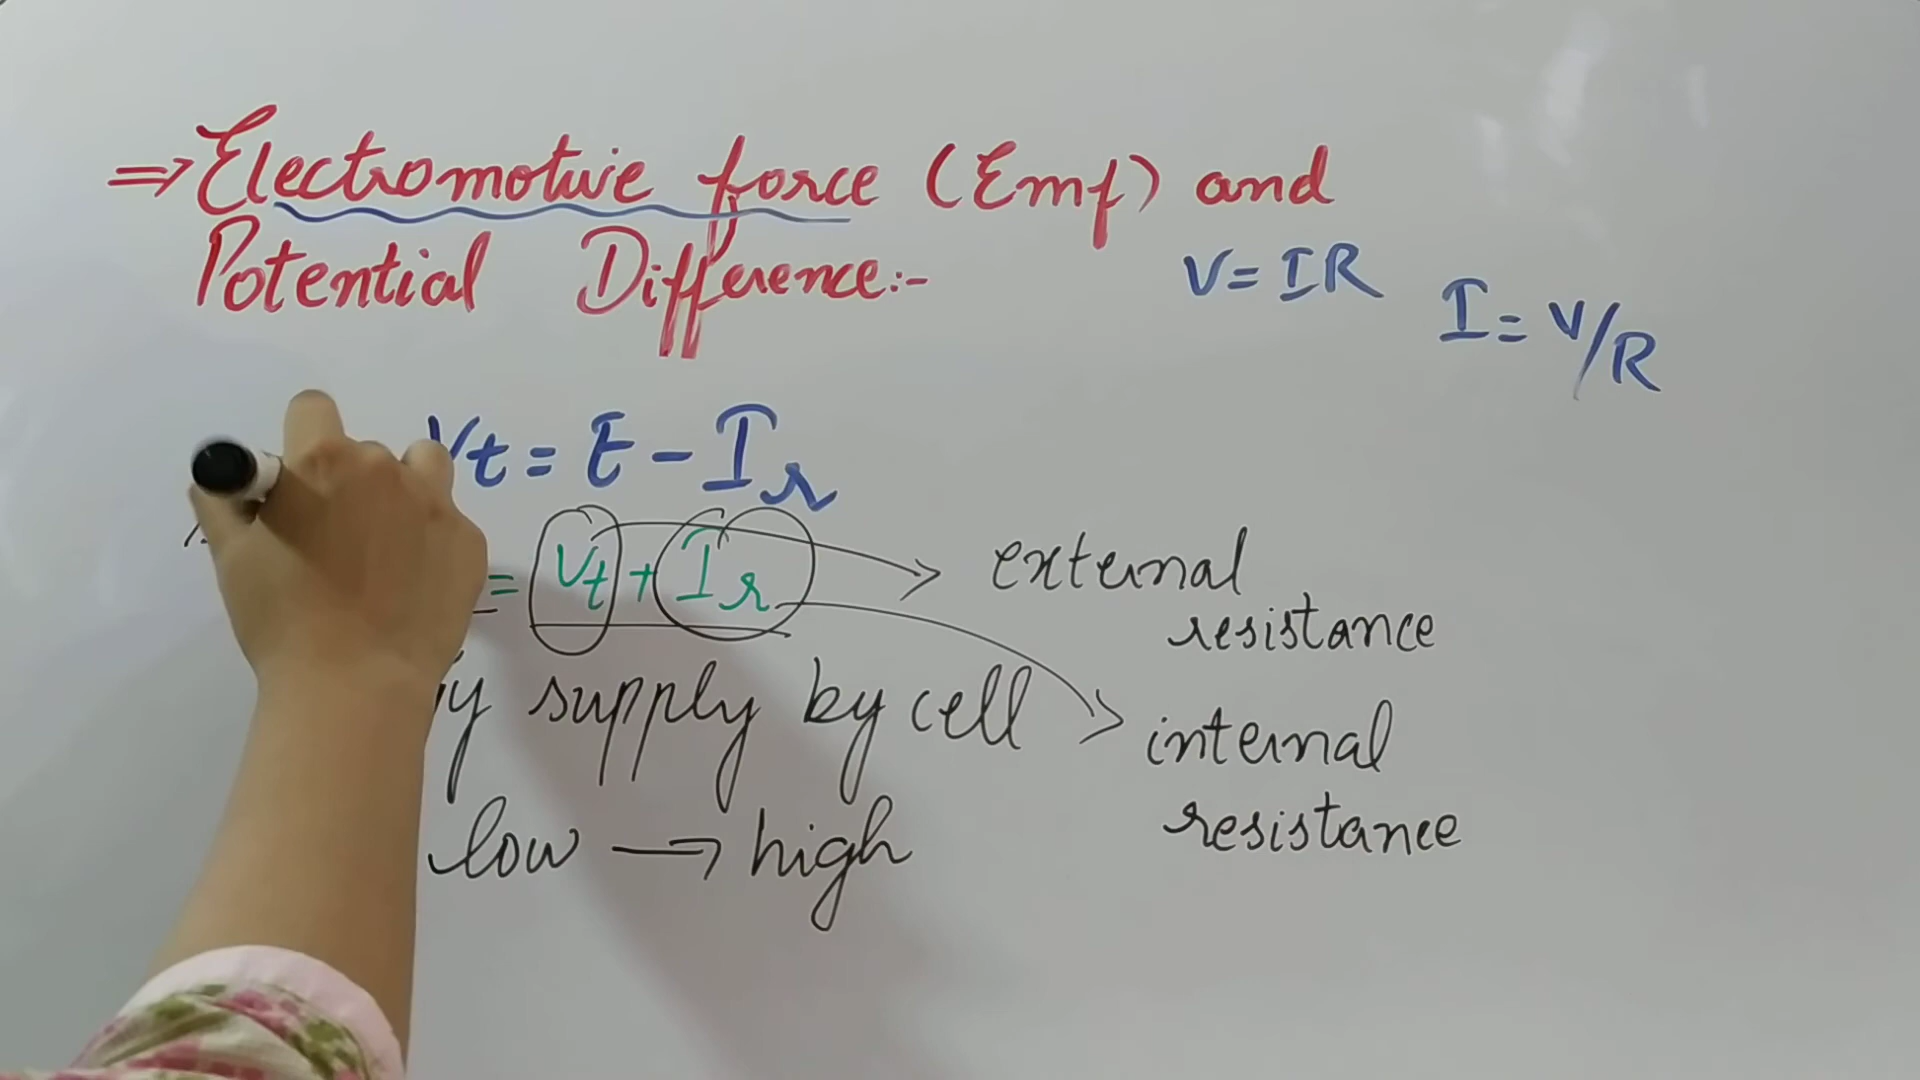 ⇒ Electromotive force (Emf) and
Potential Difference:-
V = IR
I = V/R
Vt = E - Ir
= Vt + Ir
external
resistance
supply by cell
internal
resistance
low → high